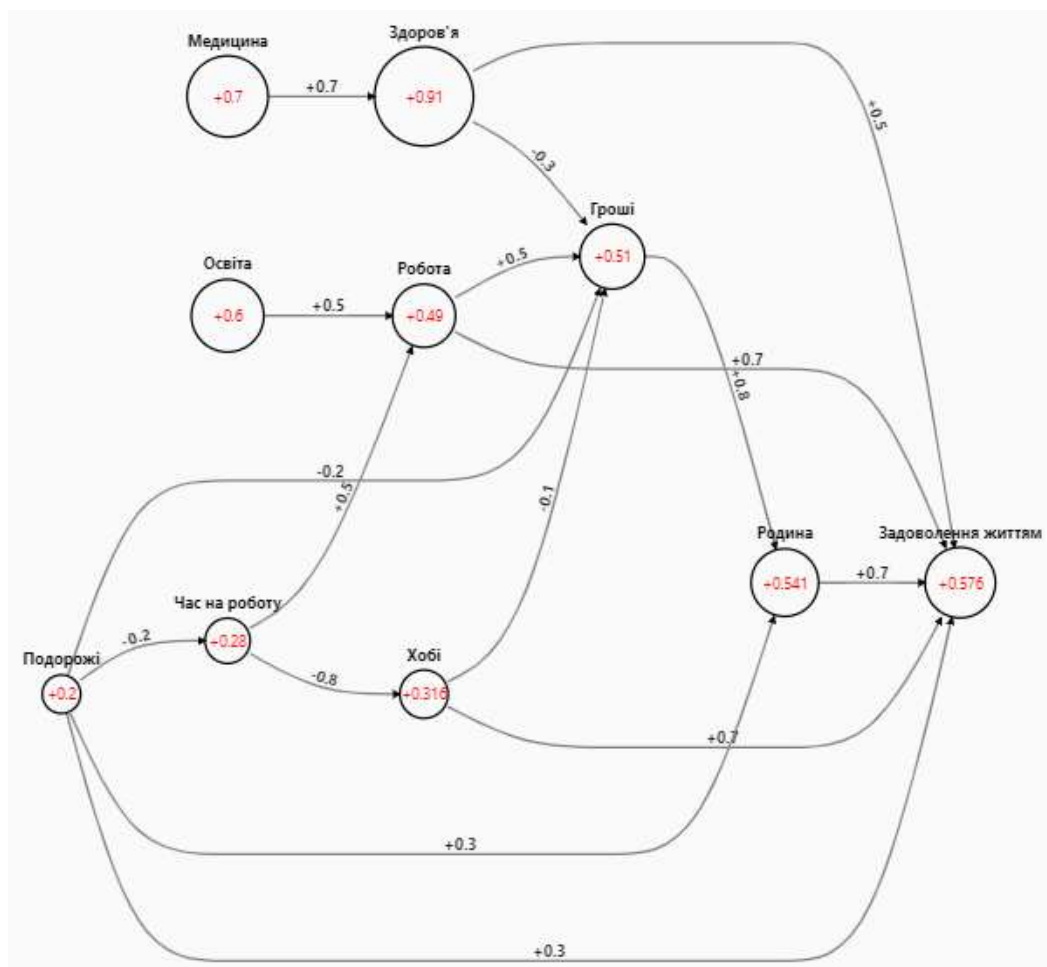 Здоров`я
Медицина
+0.7
+0.7
+0.91
+0.5
-0.3
Гроші
+0.51
Освіта
Робота
+0.5
+0.6
+0.5
+0.49
+0.7
+0.8
-0.2
+0.5
-0.1
Родина
Задоволення життям
+0.541
+0.7
+0.576
Час на роботу
-0.2
+0.28
Подорожі
+0.2
Хобі
-0.8
+0.316
+0.7
+0.3
+0.3